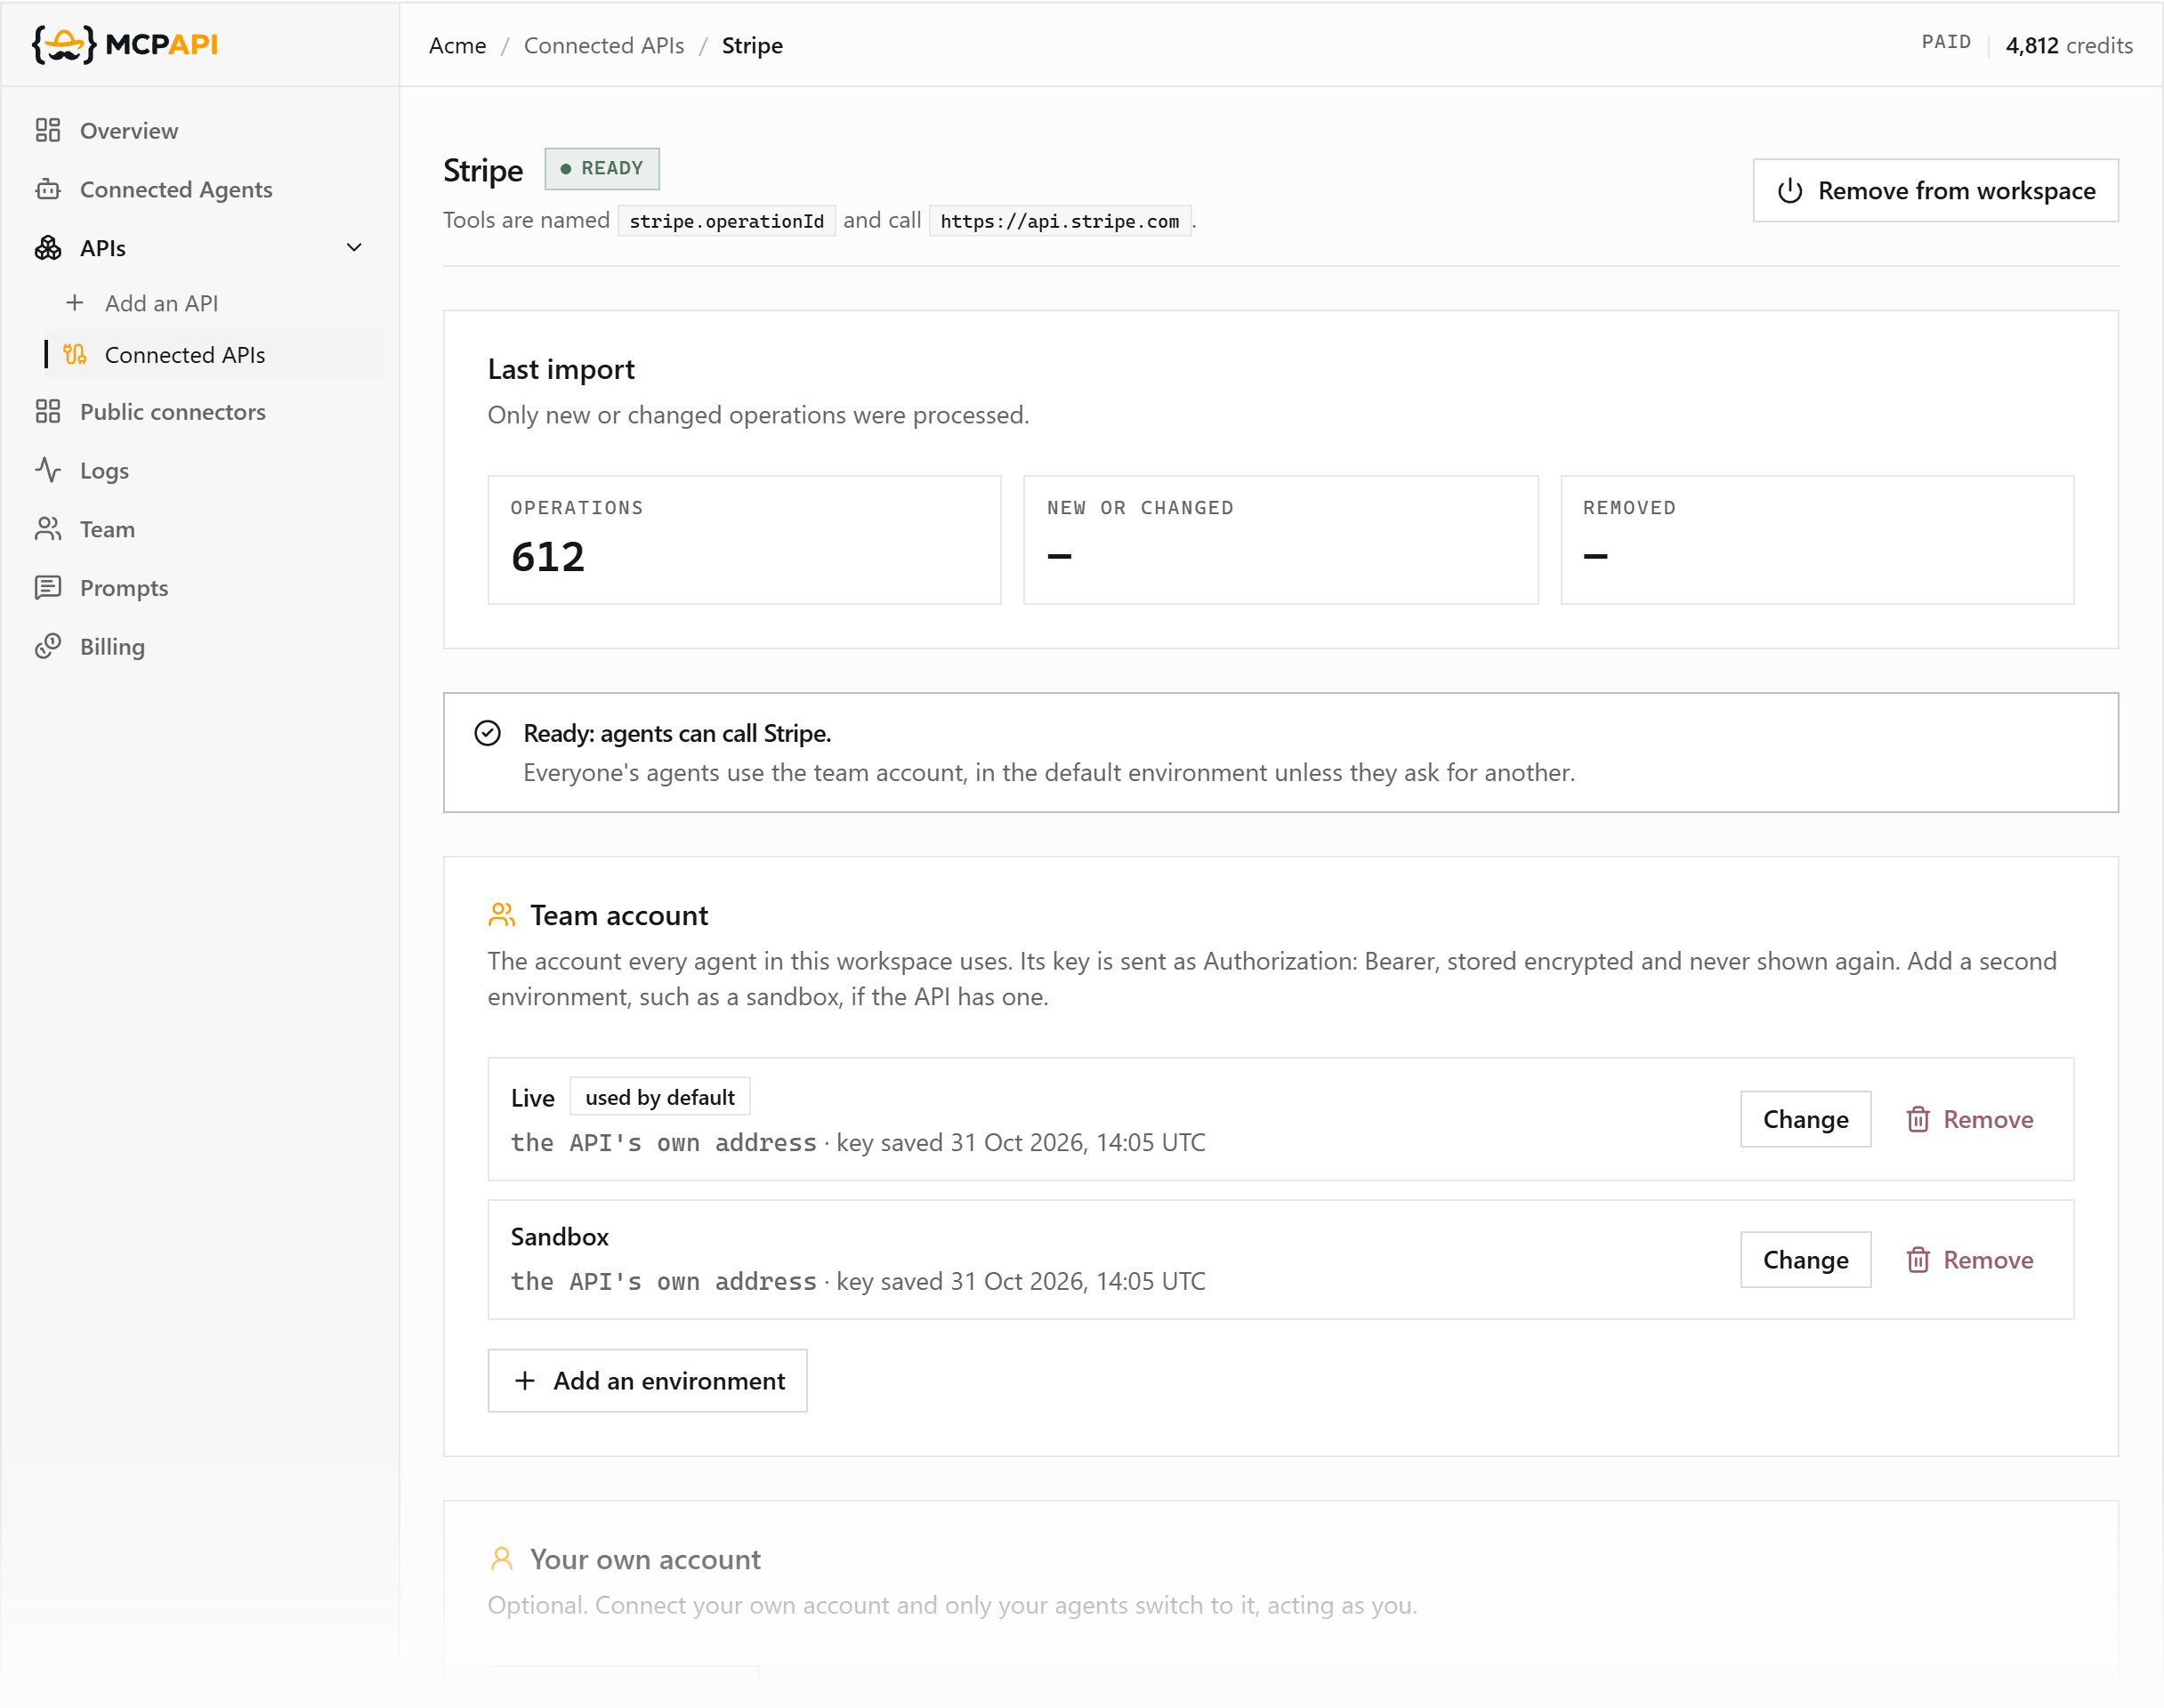 MCPAPI
Acme / Connected APIs / Stripe
PAID
4,812 credits
Overview
Connected Agents
APIs
Add an API
Connected APIs
Public connectors
Logs
Team
Prompts
Billing
Stripe
READY
Remove from workspace
Tools are named stripe.operationId and call https://api.stripe.com.
Last import
Only new or changed operations were processed.
OPERATIONS
612
NEW OR CHANGED
–
REMOVED
–
Ready: agents can call Stripe.
Everyone's agents use the team account, in the default environment unless they ask for another.
Team account
The account every agent in this workspace uses. Its key is sent as Authorization: Bearer, stored encrypted and never shown again. Add a second
environment, such as a sandbox, if the API has one.
Live used by default
the API's own address · key saved 31 Oct 2026, 14:05 UTC
Change
Remove
Sandbox
the API's own address · key saved 31 Oct 2026, 14:05 UTC
Change
Remove
Add an environment
Your own account
Optional. Connect your own account and only your agents switch to it, acting as you.